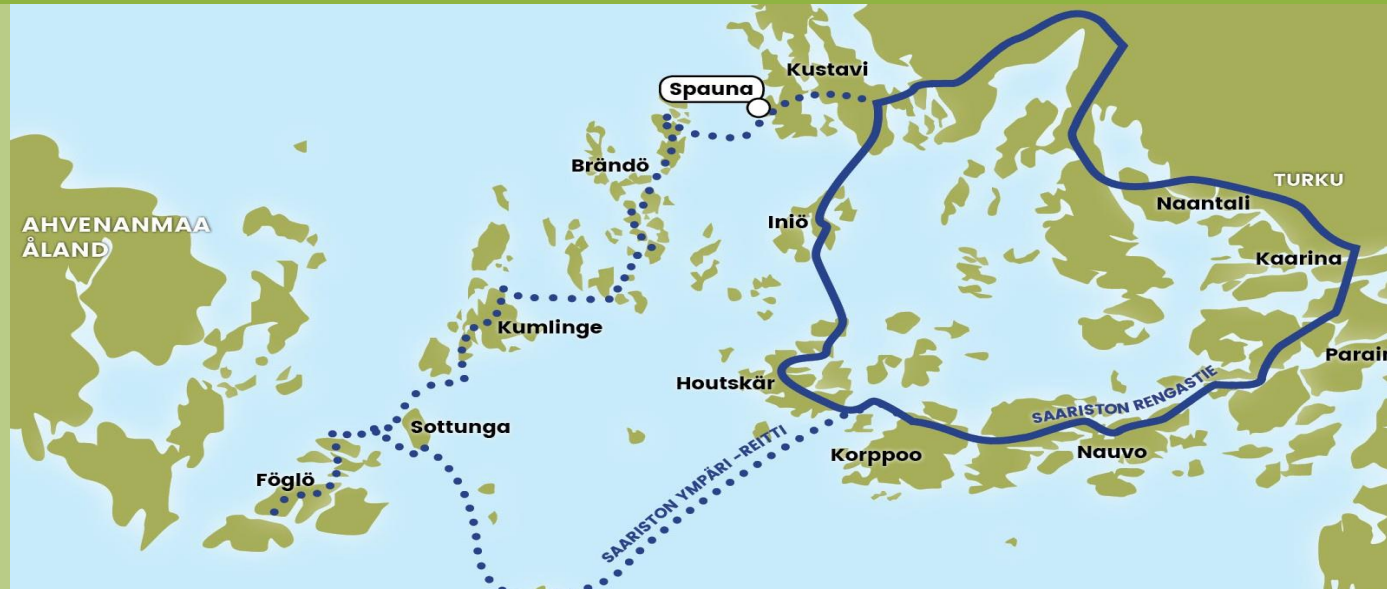 Kustavi
Spauna
Brändö
TURKU
Naantali
AHVENANMAA
ÅLAND
Iniö
Kaarina
Kumlinge
Parain
Houtskär
SAARISTON RENGASTIE
Sottunga
SAARISTON YMPÄRI -REITTI
Korppoo
Nauvo
Föglö